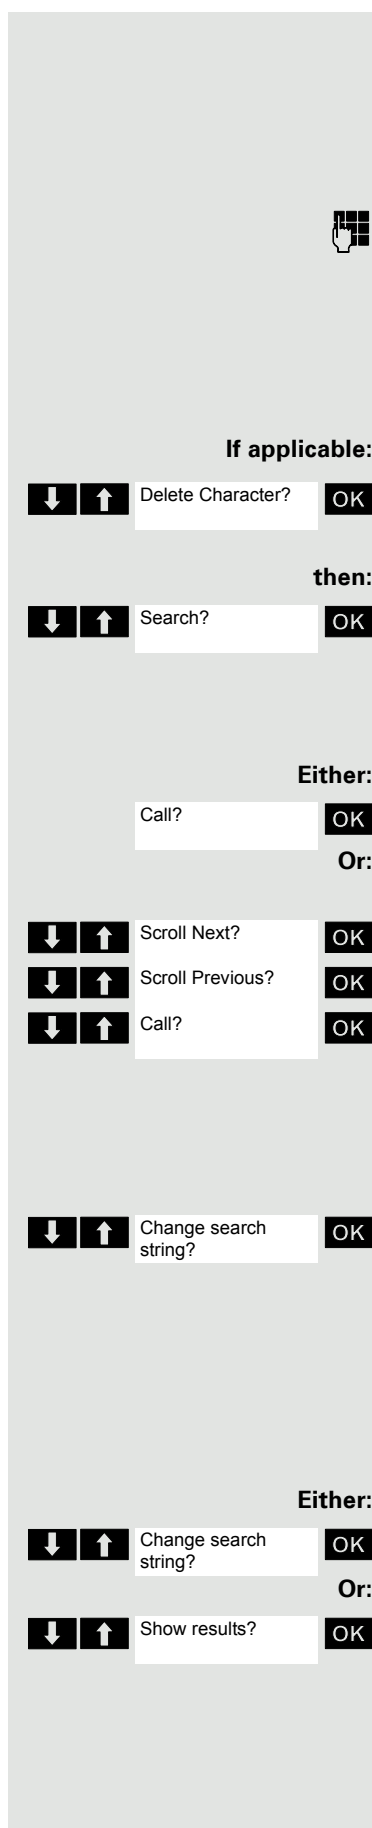 If applicable:
Delete Character? OK
then:
Search? OK
Either:
Call? OK
Or:
Scroll Next? OK
Scroll Previous? OK
Call? OK
Change search OK
string?
Either:
Change search OK
string?
Or:
Show results? OK